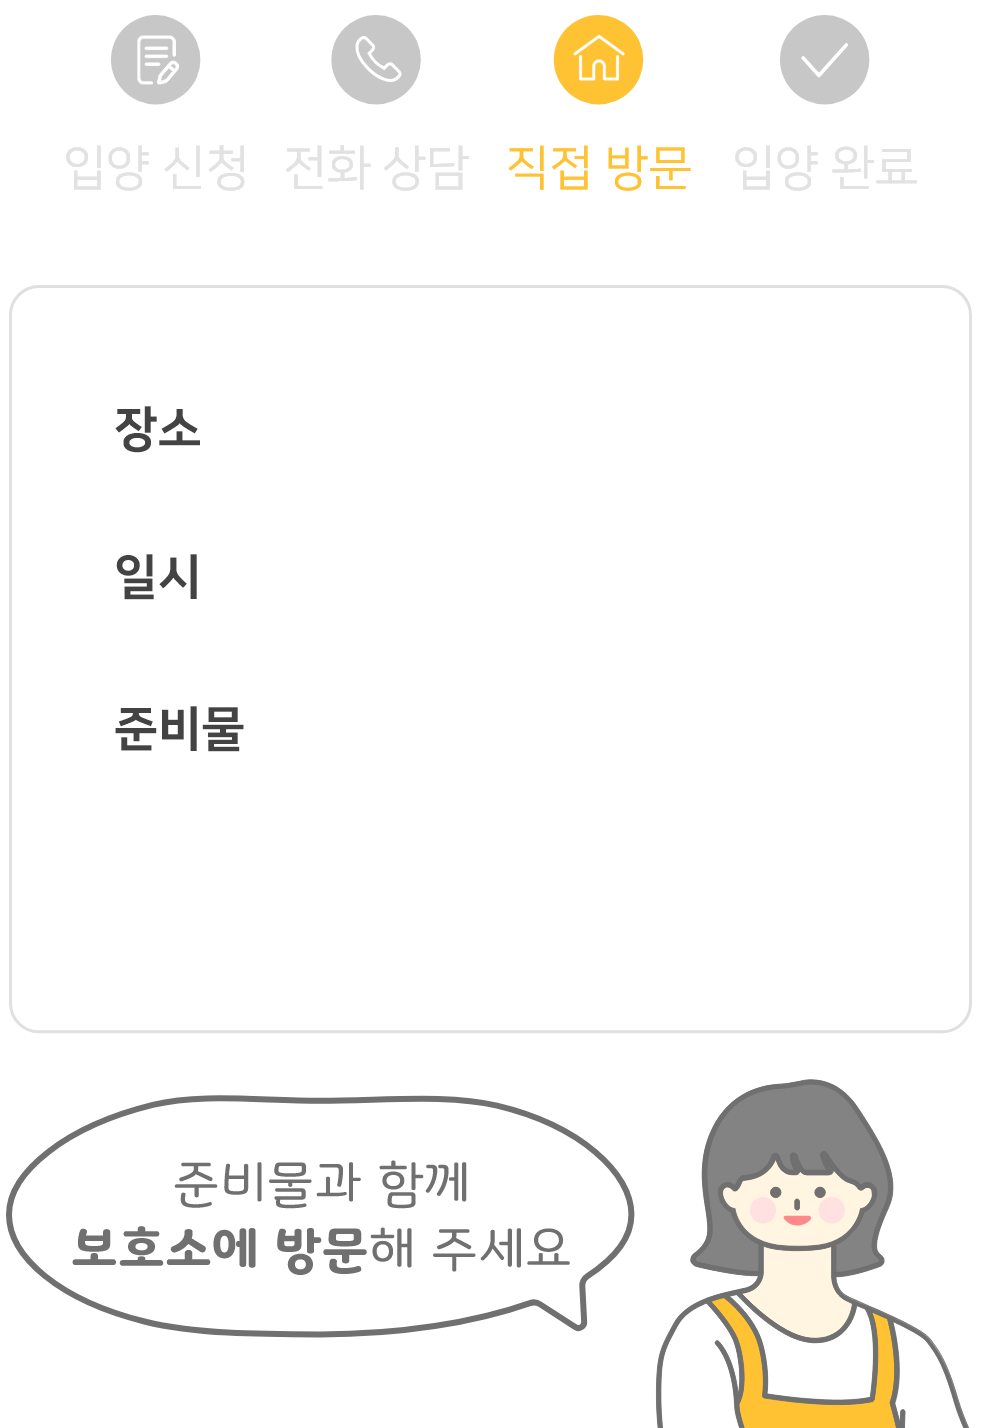 입양 신청 전화 상담 직접 방문 입양 완료
장소
일시
준비물
준비물과 함께
보호소에 방문해 주세요